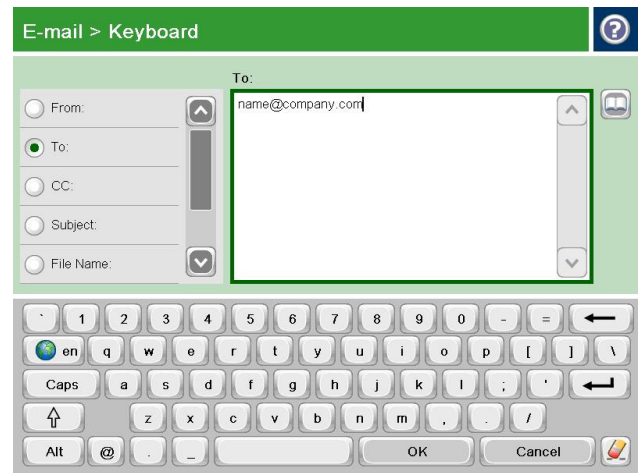 E-mail > Keyboard
?
To:
From:
To:
CC:
Subject:
File Name:
name@company.com
` 1 2 3 4 5 6 7 8 9 0 - =
en q w e r t y u i o p [ ] \
Caps a s d f g h j k l ; '
z x c v b n m , . /
Alt @ . _ OK Cancel